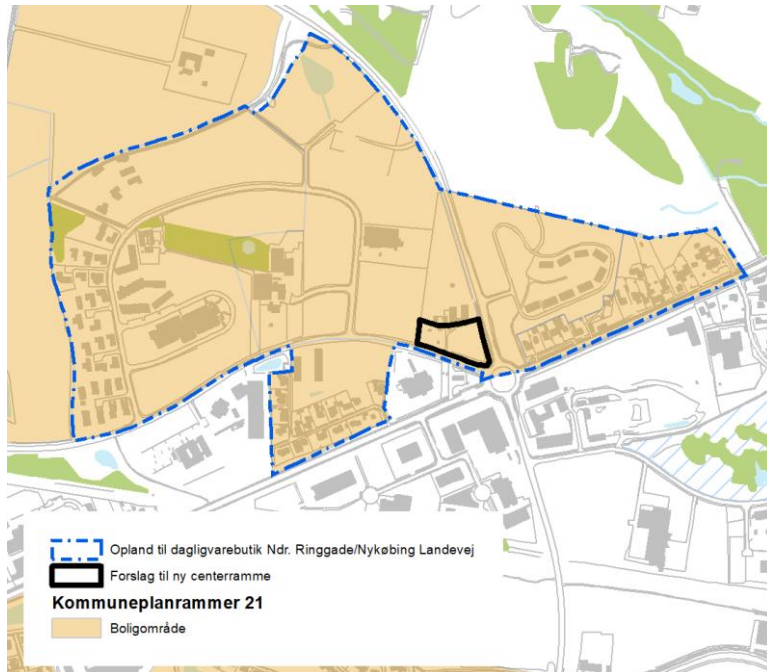 Opland til dagligvarebutik Ndr. Ringgade/Nykøbing Landevej
Forslag til ny centerramme
Kommuneplanrammer 21
Boligområde